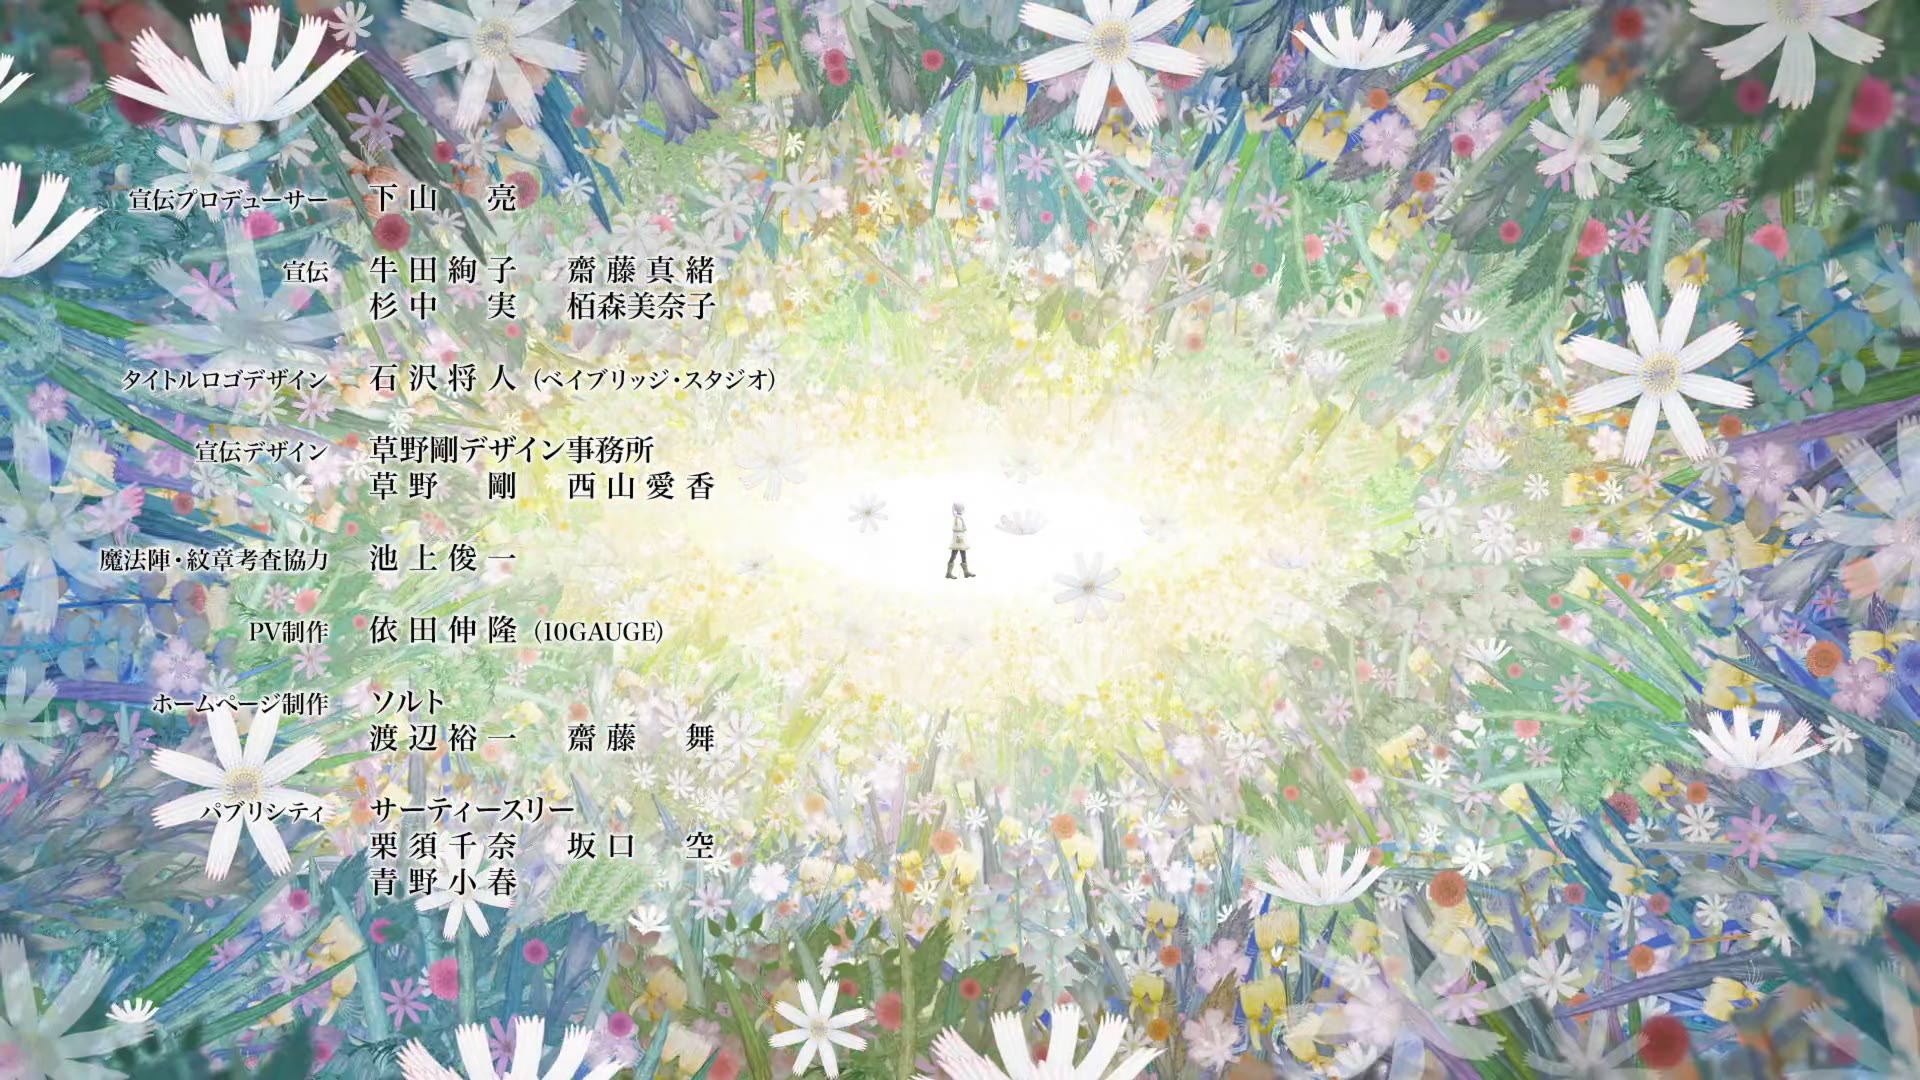 宣伝プロデューサー 下山 亮
宣伝 牛田絢子 齋藤真緒
杉中 実 栢森美奈子
タイトルロゴデザイン 石沢将人（ベイブリッジ・スタジオ）
宣伝デザイン 草野剛デザイン事務所
草野 剛 西山愛香
魔法陣・紋章考査協力 池上俊一
PV制作 依田伸隆（10GAUGE）
ホームページ制作 ソルト
渡辺裕一 齋藤 舞
パブリシティ サーティースリー
栗須千奈 坂口 空
青野小春